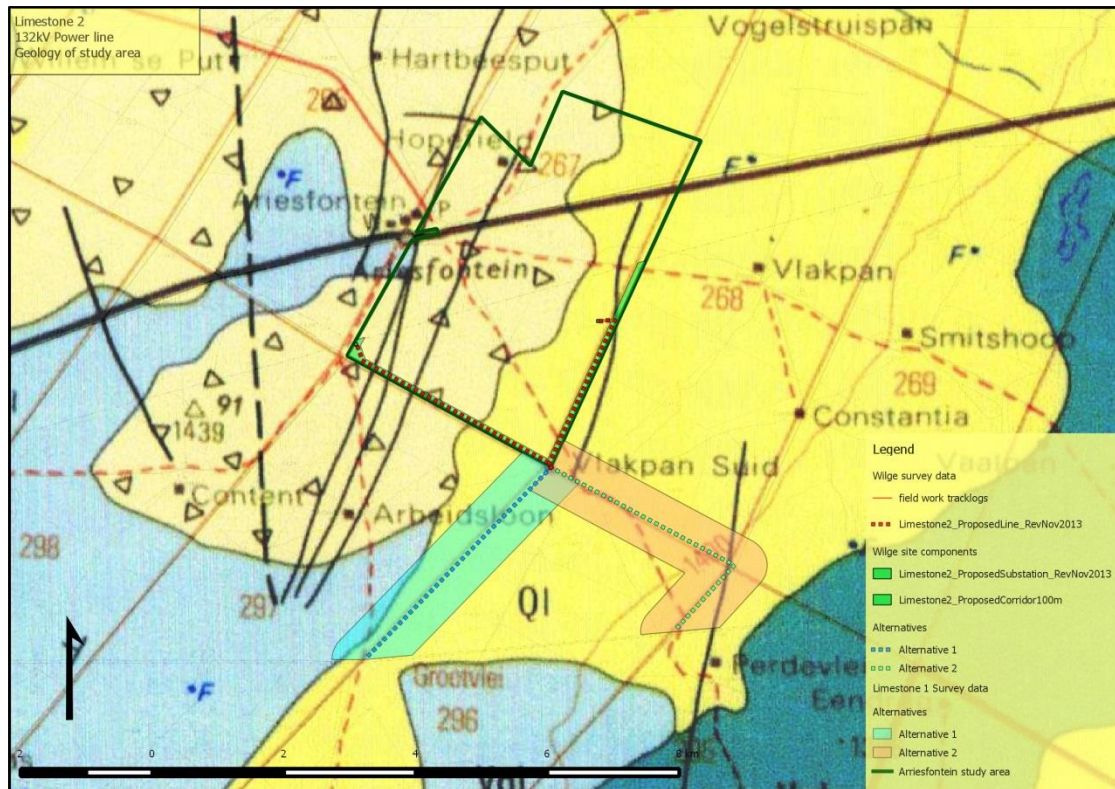 Limestone 2
132kV Power line
Geology of study area
Vogelstruispan
Hartbeesput
Hopefield
267
F
F
Ariesfontein
P
W
Ariesfontein
Vlakpan
F
268
Smitshoop
269
Constantia
91
1439
Content
Vlakpan Suid
Vaalpan
Arbeidsloon
298
297
Ql
F
Grootvlei
296
Perdevlei
2
0
2
4
6
8 km
Legend
Wilge survey data
field work tracklogs
Limestone2_ProposedLine_RevNov2013
Wilge site components
Limestone2_ProposedSubstation_RevNov2013
Limestone2_ProposedCorridor100m
Alternatives
Alternative 1
Alternative 2
Limestone 1 Survey data
Alternatives
Alternative 1
Alternative 2
Arriesfontein study area